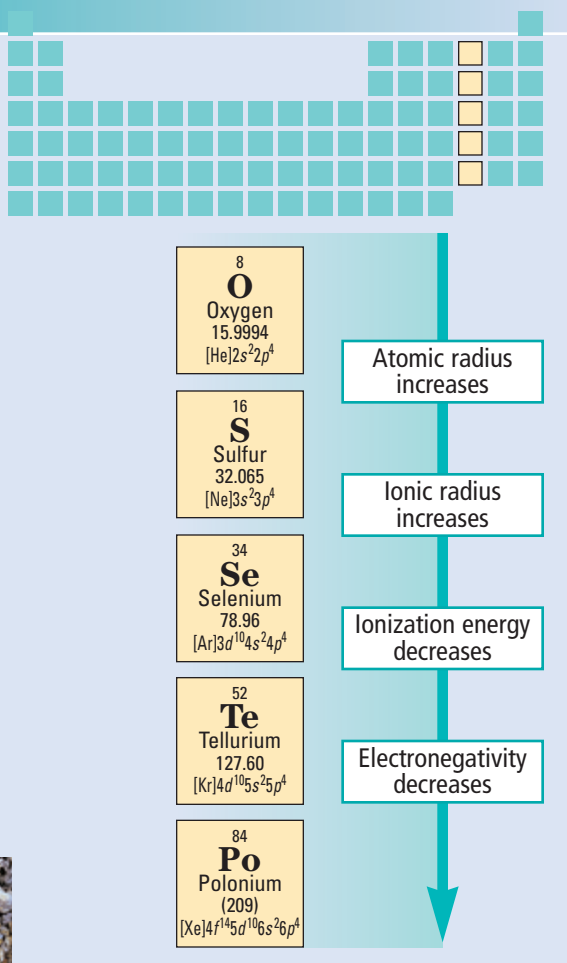 8
O
Oxygen
15.9994
[He]2s²2p⁴
Atomic radius
increases
16
S
Sulfur
32.065
[Ne]3s²3p⁴
Ionic radius
increases
34
Se
Selenium
78.96
[Ar]3d¹⁰4s²4p⁴
Ionization energy
decreases
52
Te
Tellurium
127.60
[Kr]4d¹⁰5s²5p⁴
Electronegativity
decreases
84
Po
Polonium
(209)
[Xe]4f¹⁴5d¹⁰6s²6p⁴